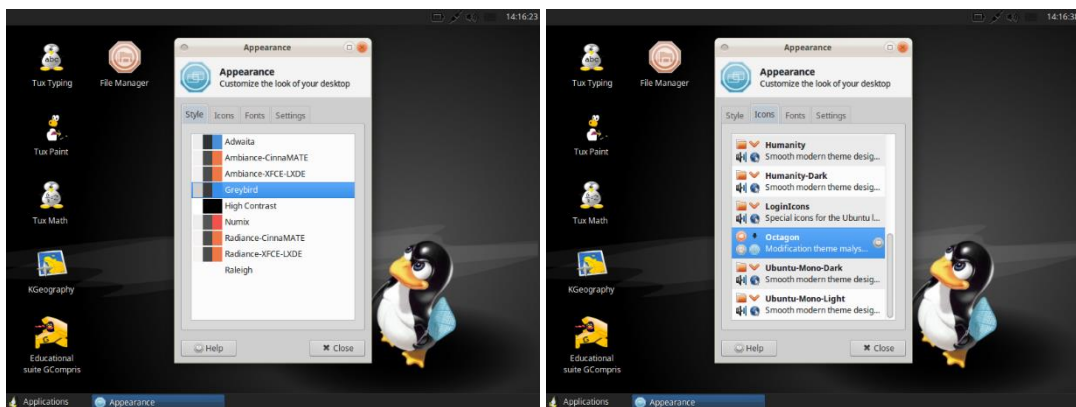 14:16:23
Appearance
Appearance
Customize the look of your desktop
Style Icons Fonts Settings
Adwaita
Ambiance-CinnaMATE
Ambiance-XFCE-LXDE
Greybird
High Contrast
Numix
Radiance-CinnaMATE
Radiance-XFCE-LXDE
Raleigh
Help
Close
abc
Tux Typing
File Manager
Tux Paint
Tux Math
KGeography
Educational
suite GCompris
Applications
Appearance
14:16:38
Appearance
Appearance
Customize the look of your desktop
Style Icons Fonts Settings
Humanity
Smooth modern theme desig...
Humanity-Dark
Smooth modern theme desig...
LoginIcons
Special icons for the Ubuntu l...
Octagon
Modification theme malys...
Ubuntu-Mono-Dark
Smooth modern theme desig...
Ubuntu-Mono-Light
Smooth modern theme desig...
Help
Close
abc
Tux Typing
File Manager
Tux Paint
Tux Math
KGeography
Educational
suite GCompris
Applications
Appearance